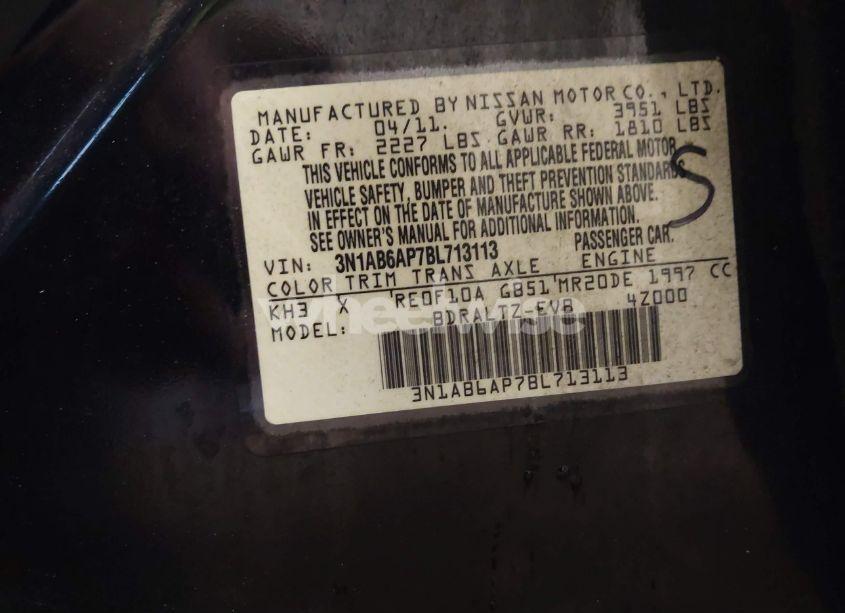 MANUFACTURED BY NISSAN MOTOR CO., LTD.
DATE: 04/11. GVWR: 3951 LBS
GAWR FR: 2227 LBS GAWR RR: 1810 LBS
THIS VEHICLE CONFORMS TO ALL APPLICABLE FEDERAL MOTOR
VEHICLE SAFETY, BUMPER AND THEFT PREVENTION STANDARDS
IN EFFECT ON THE DATE OF MANUFACTURE SHOWN ABOVE.
SEE OWNER'S MANUAL FOR ADDITIONAL INFORMATION.
S
VIN: 3N1AB6AP7BL713113 PASSENGER CAR.
COLOR TRIM TRANS AXLE ENGINE
KH3 X RE0F10A GB51 MR20DE 1997 CC
MODEL: BDRALTZ-EVB 4Z000
3N1AB6AP7BL713113
wheelwise